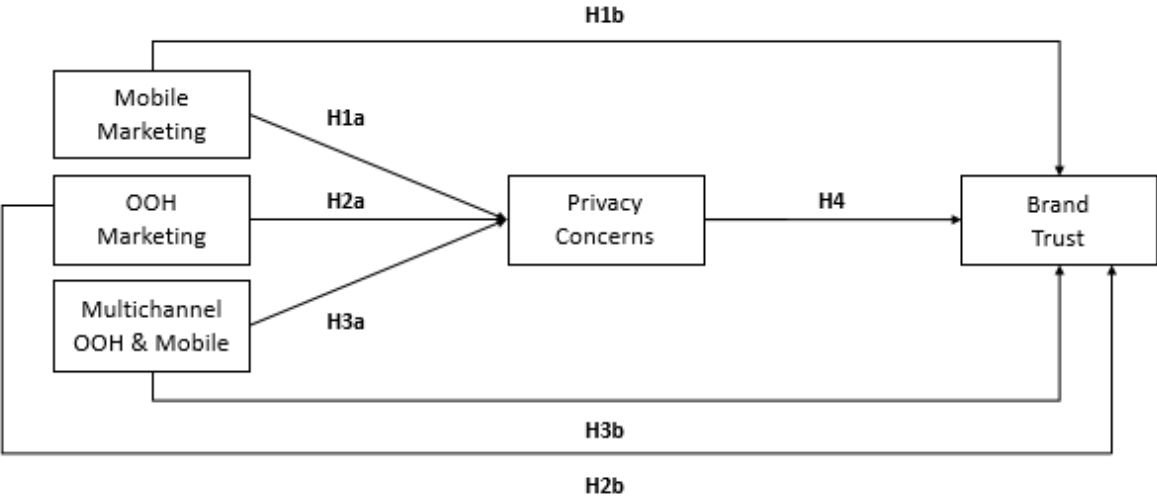 H1b
Mobile
Marketing
H1a
OOH
Marketing
H2a
Privacy
Concerns
H4
Brand
Trust
Multichannel
OOH & Mobile
H3a
H3b
H2b